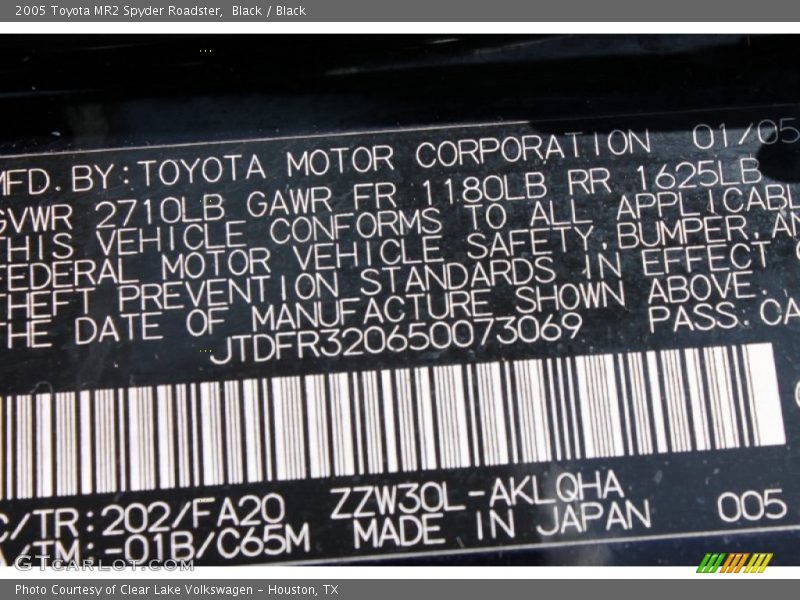 2005 Toyota MR2 Spyder Roadster, Black / Black
MFD. BY: TOYOTA MOTOR CORPORATION 01/05
GVWR 2710LB GAWR FR 1180LB RR 1625LB
THIS VEHICLE CONFORMS TO ALL APPLICABL
FEDERAL MOTOR VEHICLE SAFETY, BUMPER, AN
THEFT PREVENTION STANDARDS IN EFFECT
THE DATE OF MANUFACTURE SHOWN ABOVE.
JTDFR320650073069 PASS. CA
C/TR: 202/FA20 ZZW30L-AKLQHA 005
A/TM: -01B/C65M MADE IN JAPAN
GTcarlot.com
Photo Courtesy of Clear Lake Volkswagen - Houston, TX